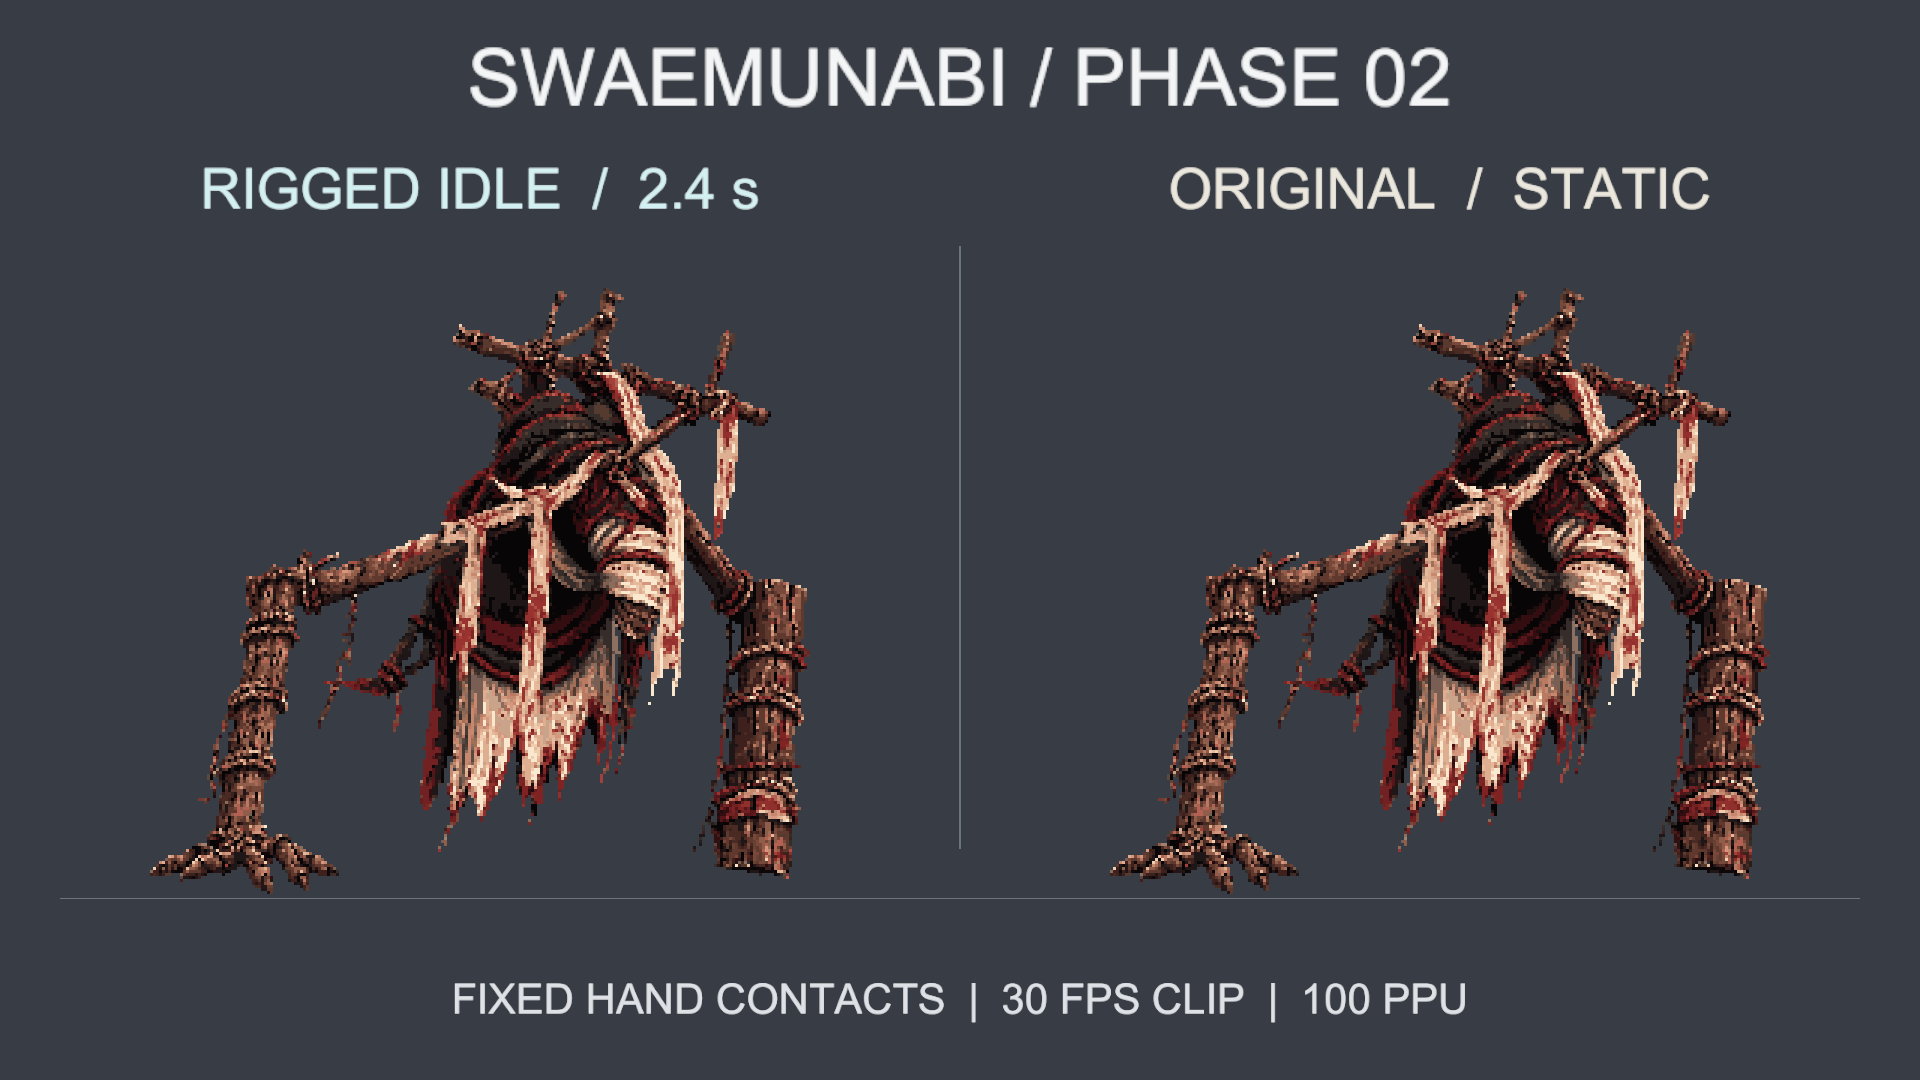 SWAEMUNABI / PHASE 02
RIGGED IDLE / 2.4 s
ORIGINAL / STATIC
FIXED HAND CONTACTS | 30 FPS CLIP | 100 PPU